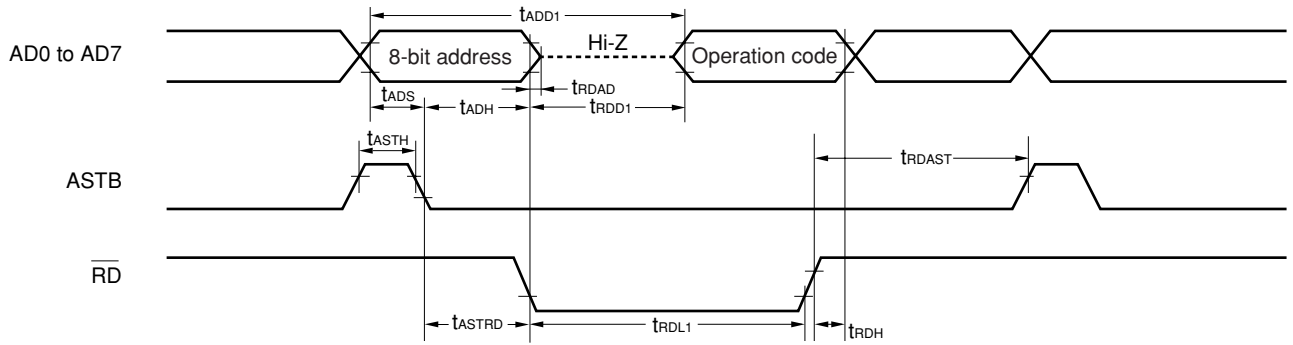 tADD1
AD0 to AD7
8-bit address
Hi-Z
Operation code
tADS
tADH
tRDAD
tRDD1
tASTH
ASTB
tRDAST
RD
tASTRD
tRDL1
tRDH